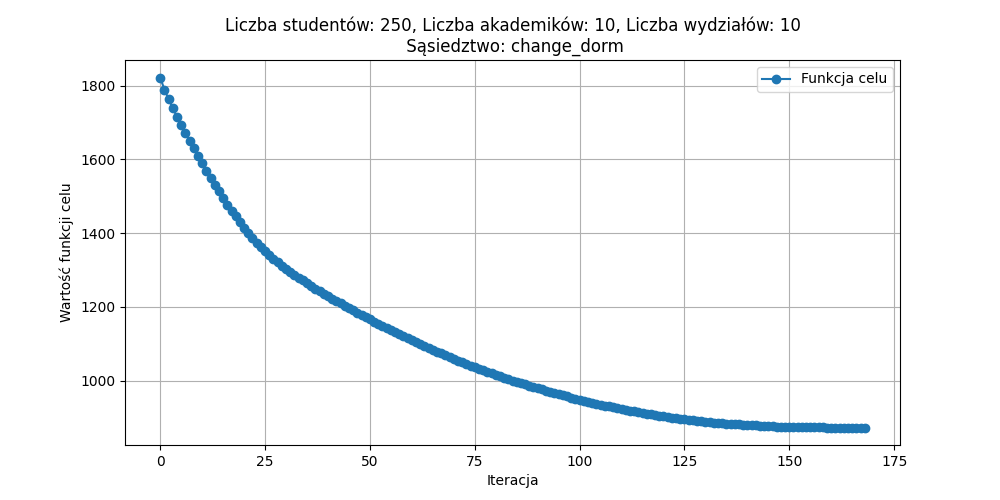 Liczba studentów: 250, Liczba akademików: 10, Liczba wydziałów: 10
Sąsiedztwo: change_dorm
Funkcja celu
Wartość funkcji celu
1800
1600
1400
1200
1000
0
25
50
75
100
125
150
175
Iteracja